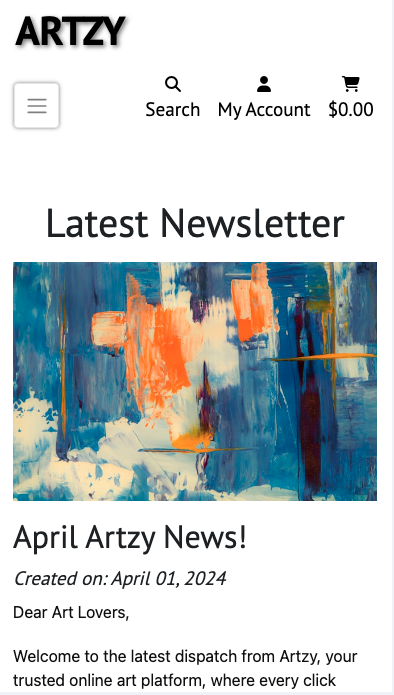 ARTZY
Search My Account $0.00
Latest Newsletter
April Artzy News!
Created on: April 01, 2024
Dear Art Lovers,
Welcome to the latest dispatch from Artzy, your
trusted online art platform, where every click